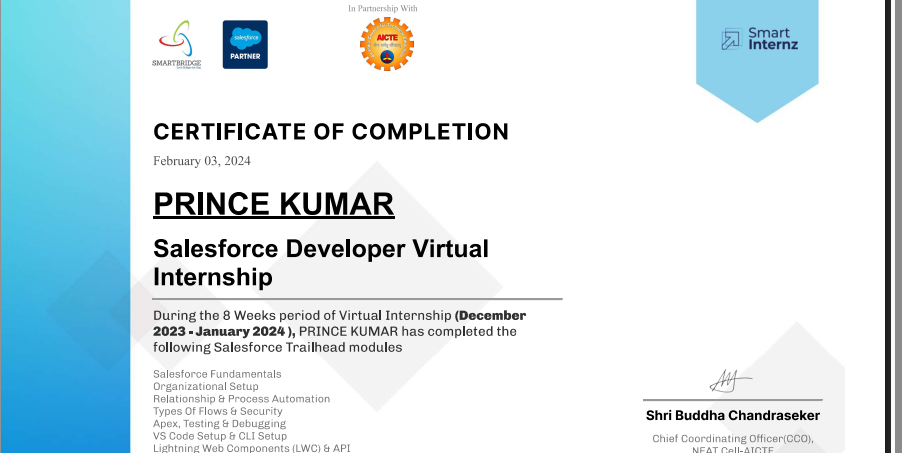 In Partnership With
SMARTBRIDGE
salesforce
PARTNER
AICTE
Smart
Internz
CERTIFICATE OF COMPLETION
February 03, 2024
PRINCE KUMAR
Salesforce Developer Virtual
Internship
During the 8 Weeks period of Virtual Internship (December
2023 - January 2024 ), PRINCE KUMAR has completed the
following Salesforce Trailhead modules
Salesforce Fundamentals
Organizational Setup
Relationship & Process Automation
Types Of Flows & Security
Apex, Testing & Debugging
VS Code Setup & CLI Setup
Lightning Web Components (LWC) & API
Shri Buddha Chandraseker
Chief Coordinating Officer(CCO),
NEAT Cell-AICTE